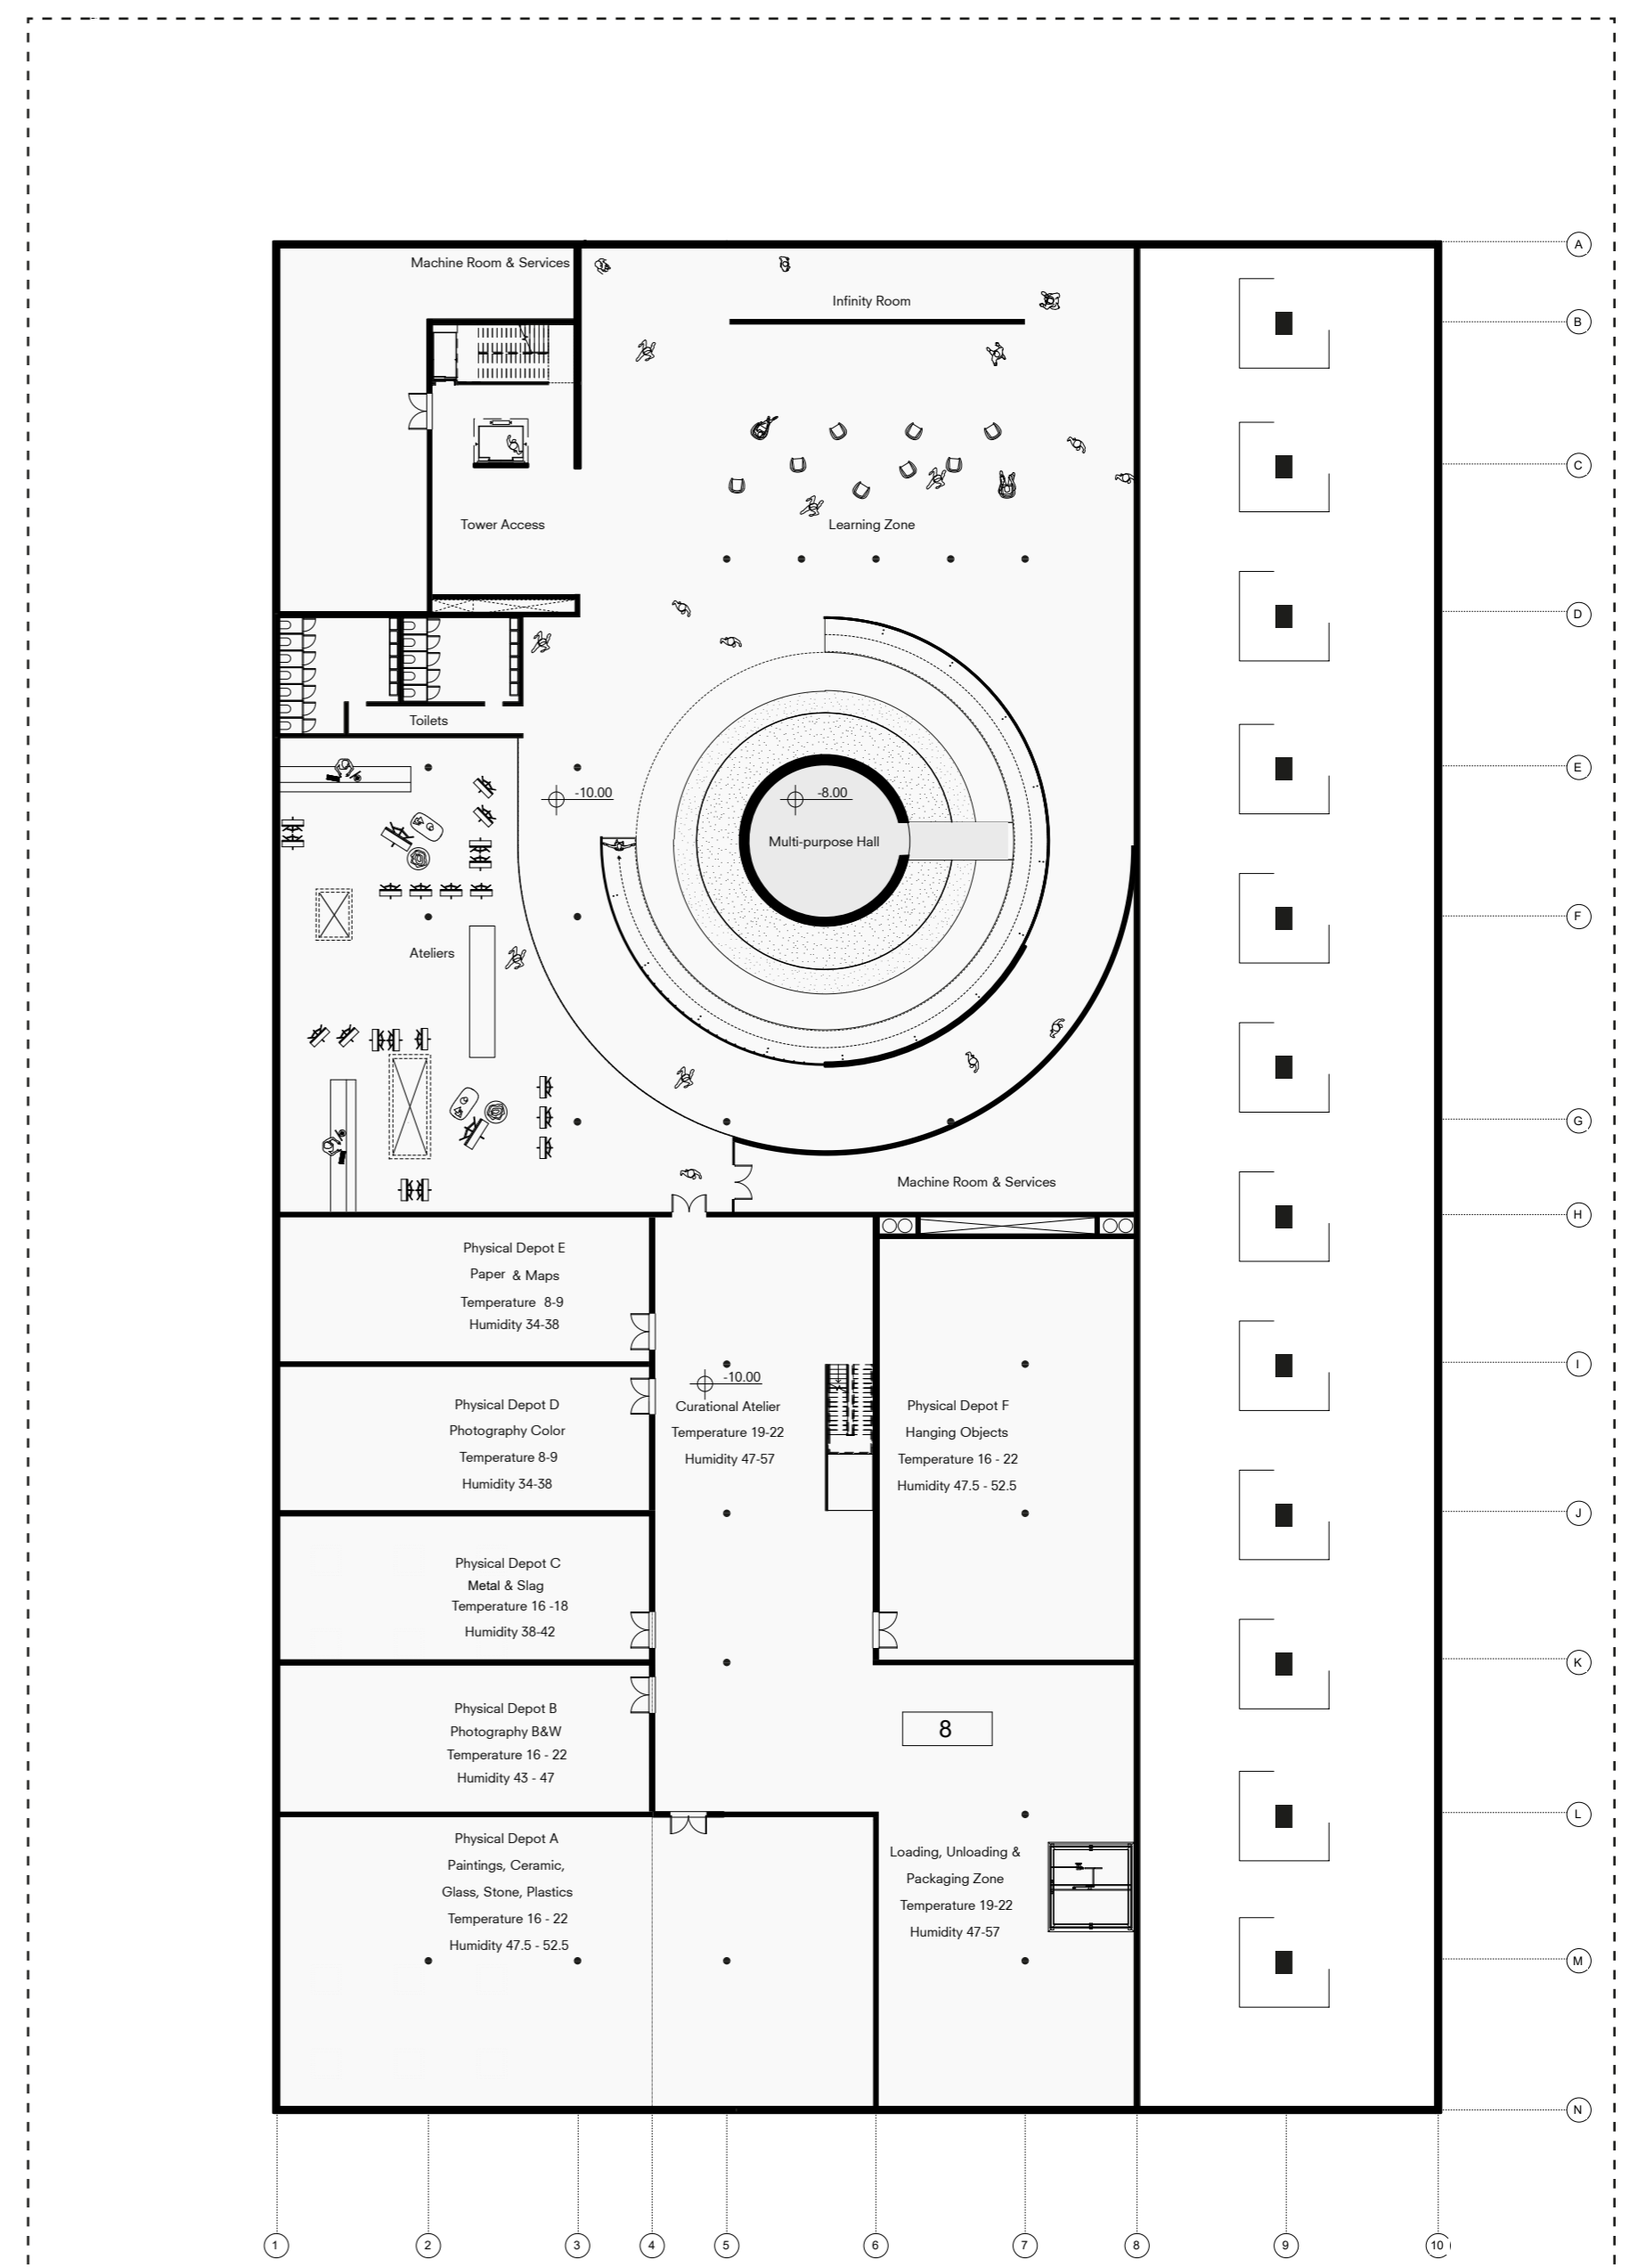 A
Machine Room & Services
Infinity Room
B
C
Tower Access
Learning Zone
D
Toilets
E
-10.00
-8.00
Multi-purpose Hall
F
Ateliers
G
Machine Room & Services
H
Physical Depot E
Paper & Maps
Temperature 8-9
Humidity 34-38
I
-10.00
Curational Atelier
Temperature 19-22
Humidity 47-57
Physical Depot D
Photography Color
Temperature 8-9
Humidity 34-38
Physical Depot F
Hanging Objects
Temperature 16 - 22
Humidity 47.5 - 52.5
J
Physical Depot C
Metal & Slag
Temperature 16 -18
Humidity 38-42
K
Physical Depot B
Photography B&W
Temperature 16 - 22
Humidity 43 - 47
8
L
Physical Depot A
Paintings, Ceramic,
Glass, Stone, Plastics
Temperature 16 - 22
Humidity 47.5 - 52.5
Loading, Unloading &
Packaging Zone
Temperature 19-22
Humidity 47-57
M
N
1 2 3 4 5 6 7 8 9 10